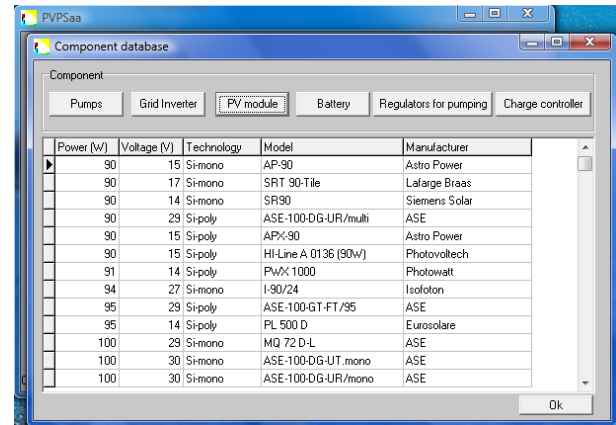 PVPSaa
Component database
Component
Pumps Grid Inverter PV module Battery Regulators for pumping Charge controller
Power (W) Voltage (V) Technology Model Manufacturer
90 15 Si-mono AP-90 Astro Power
90 17 Si-mono SRT 90-Tile Lafarge Braas
90 14 Si-mono SR90 Siemens Solar
90 29 Si-poly ASE-100-DG-UR/multi ASE
90 15 Si-poly APX-90 Astro Power
90 15 Si-poly HI-Line A 0136 (90W) Photovoltech
91 14 Si-poly PWX 1000 Photowatt
94 27 Si-mono I-90/24 Isofoton
95 29 Si-poly ASE-100-GT-FT/95 ASE
95 14 Si-poly PL 500 D Eurosolare
100 29 Si-mono MQ 72 D-L ASE
100 30 Si-mono ASE-100-DG-UT.mono ASE
100 30 Si-mono ASE-100-DG-UR/mono ASE
Ok